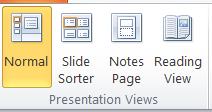 Normal Slide Sorter Notes Page Reading View
Presentation Views